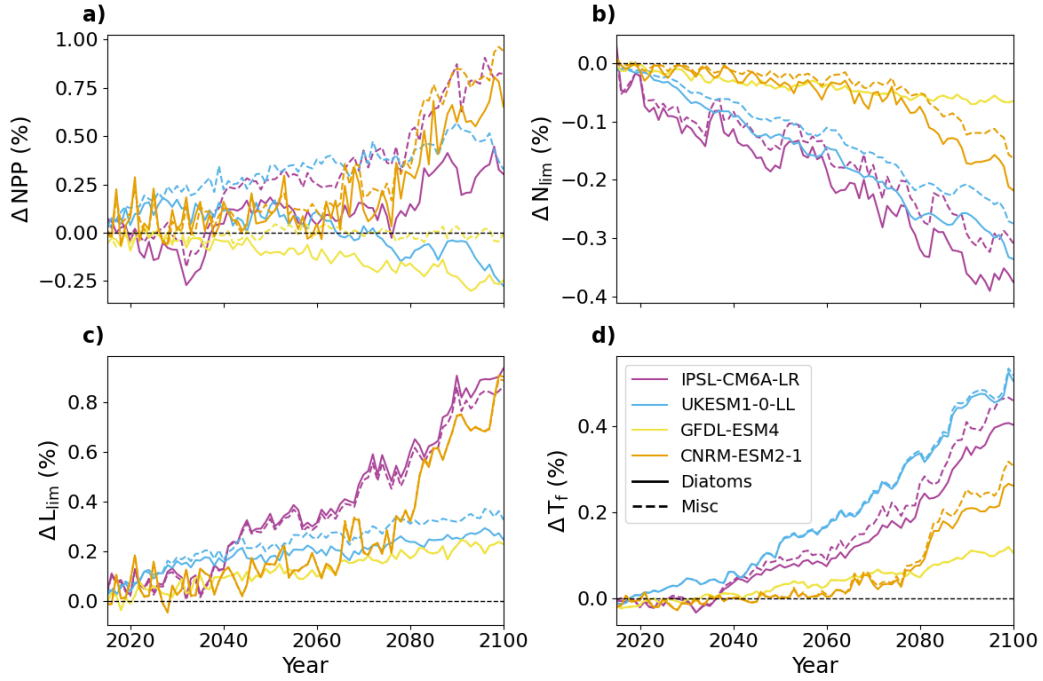 a)
1.00
0.75
0.50
0.25
0.00
−0.25
Δ NPP (%)
b)
0.0
−0.1
−0.2
−0.3
−0.4
Δ Nlim (%)
c)
0.8
0.6
0.4
0.2
0.0
Δ Llim (%)
2020 2040 2060 2080 2100
Year
d)
0.4
0.2
0.0
Δ Tf (%)
IPSL-CM6A-LR
UKESM1-0-LL
GFDL-ESM4
CNRM-ESM2-1
Diatoms
Misc
2020 2040 2060 2080 2100
Year